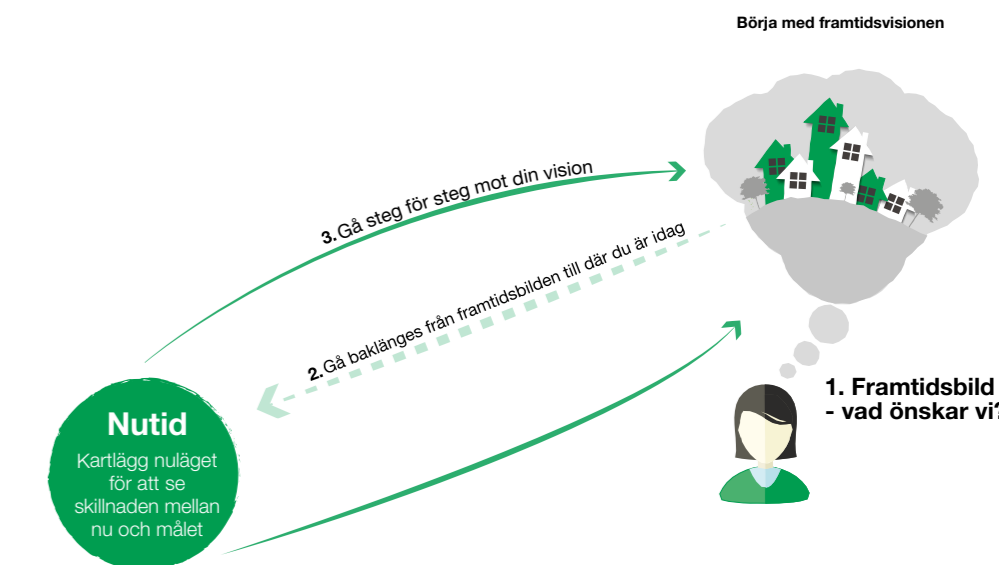 Börja med framtidsvisionen
3. Gå steg för steg mot din vision
2. Gå baklänges från framtidsbilden till där du är idag
1. Framtidsbild
- vad önskar vi?
Nutid
Kartlägg nuläget
för att se
skillnaden mellan
nu och målet